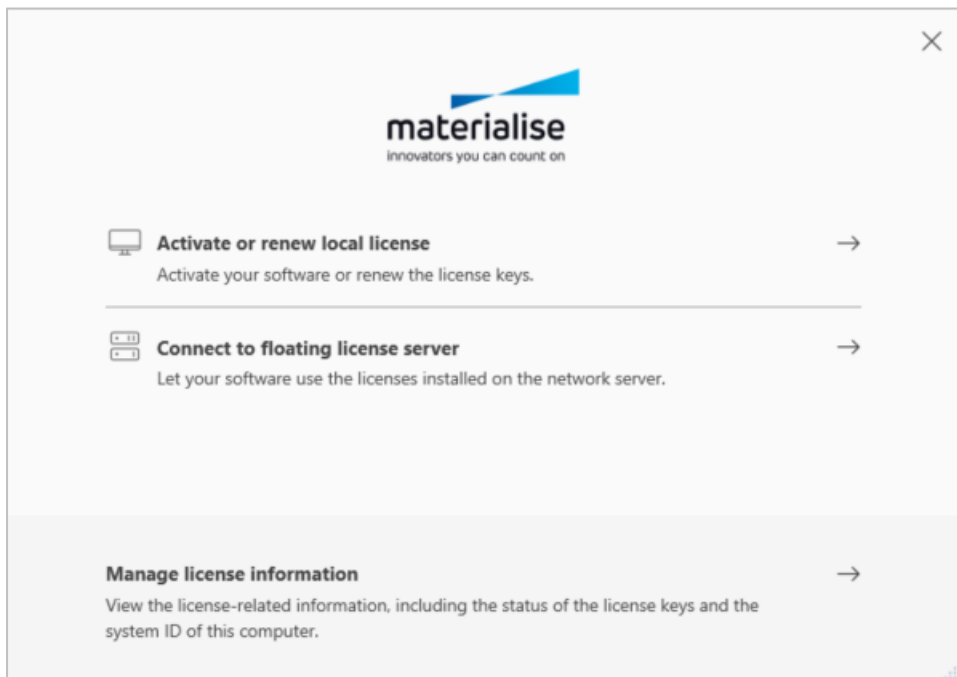 materialise
innovators you can count on
Activate or renew local license
Activate your software or renew the license keys.
Connect to floating license server
Let your software use the licenses installed on the network server.
Manage license information
View the license-related information, including the status of the license keys and the
system ID of this computer.